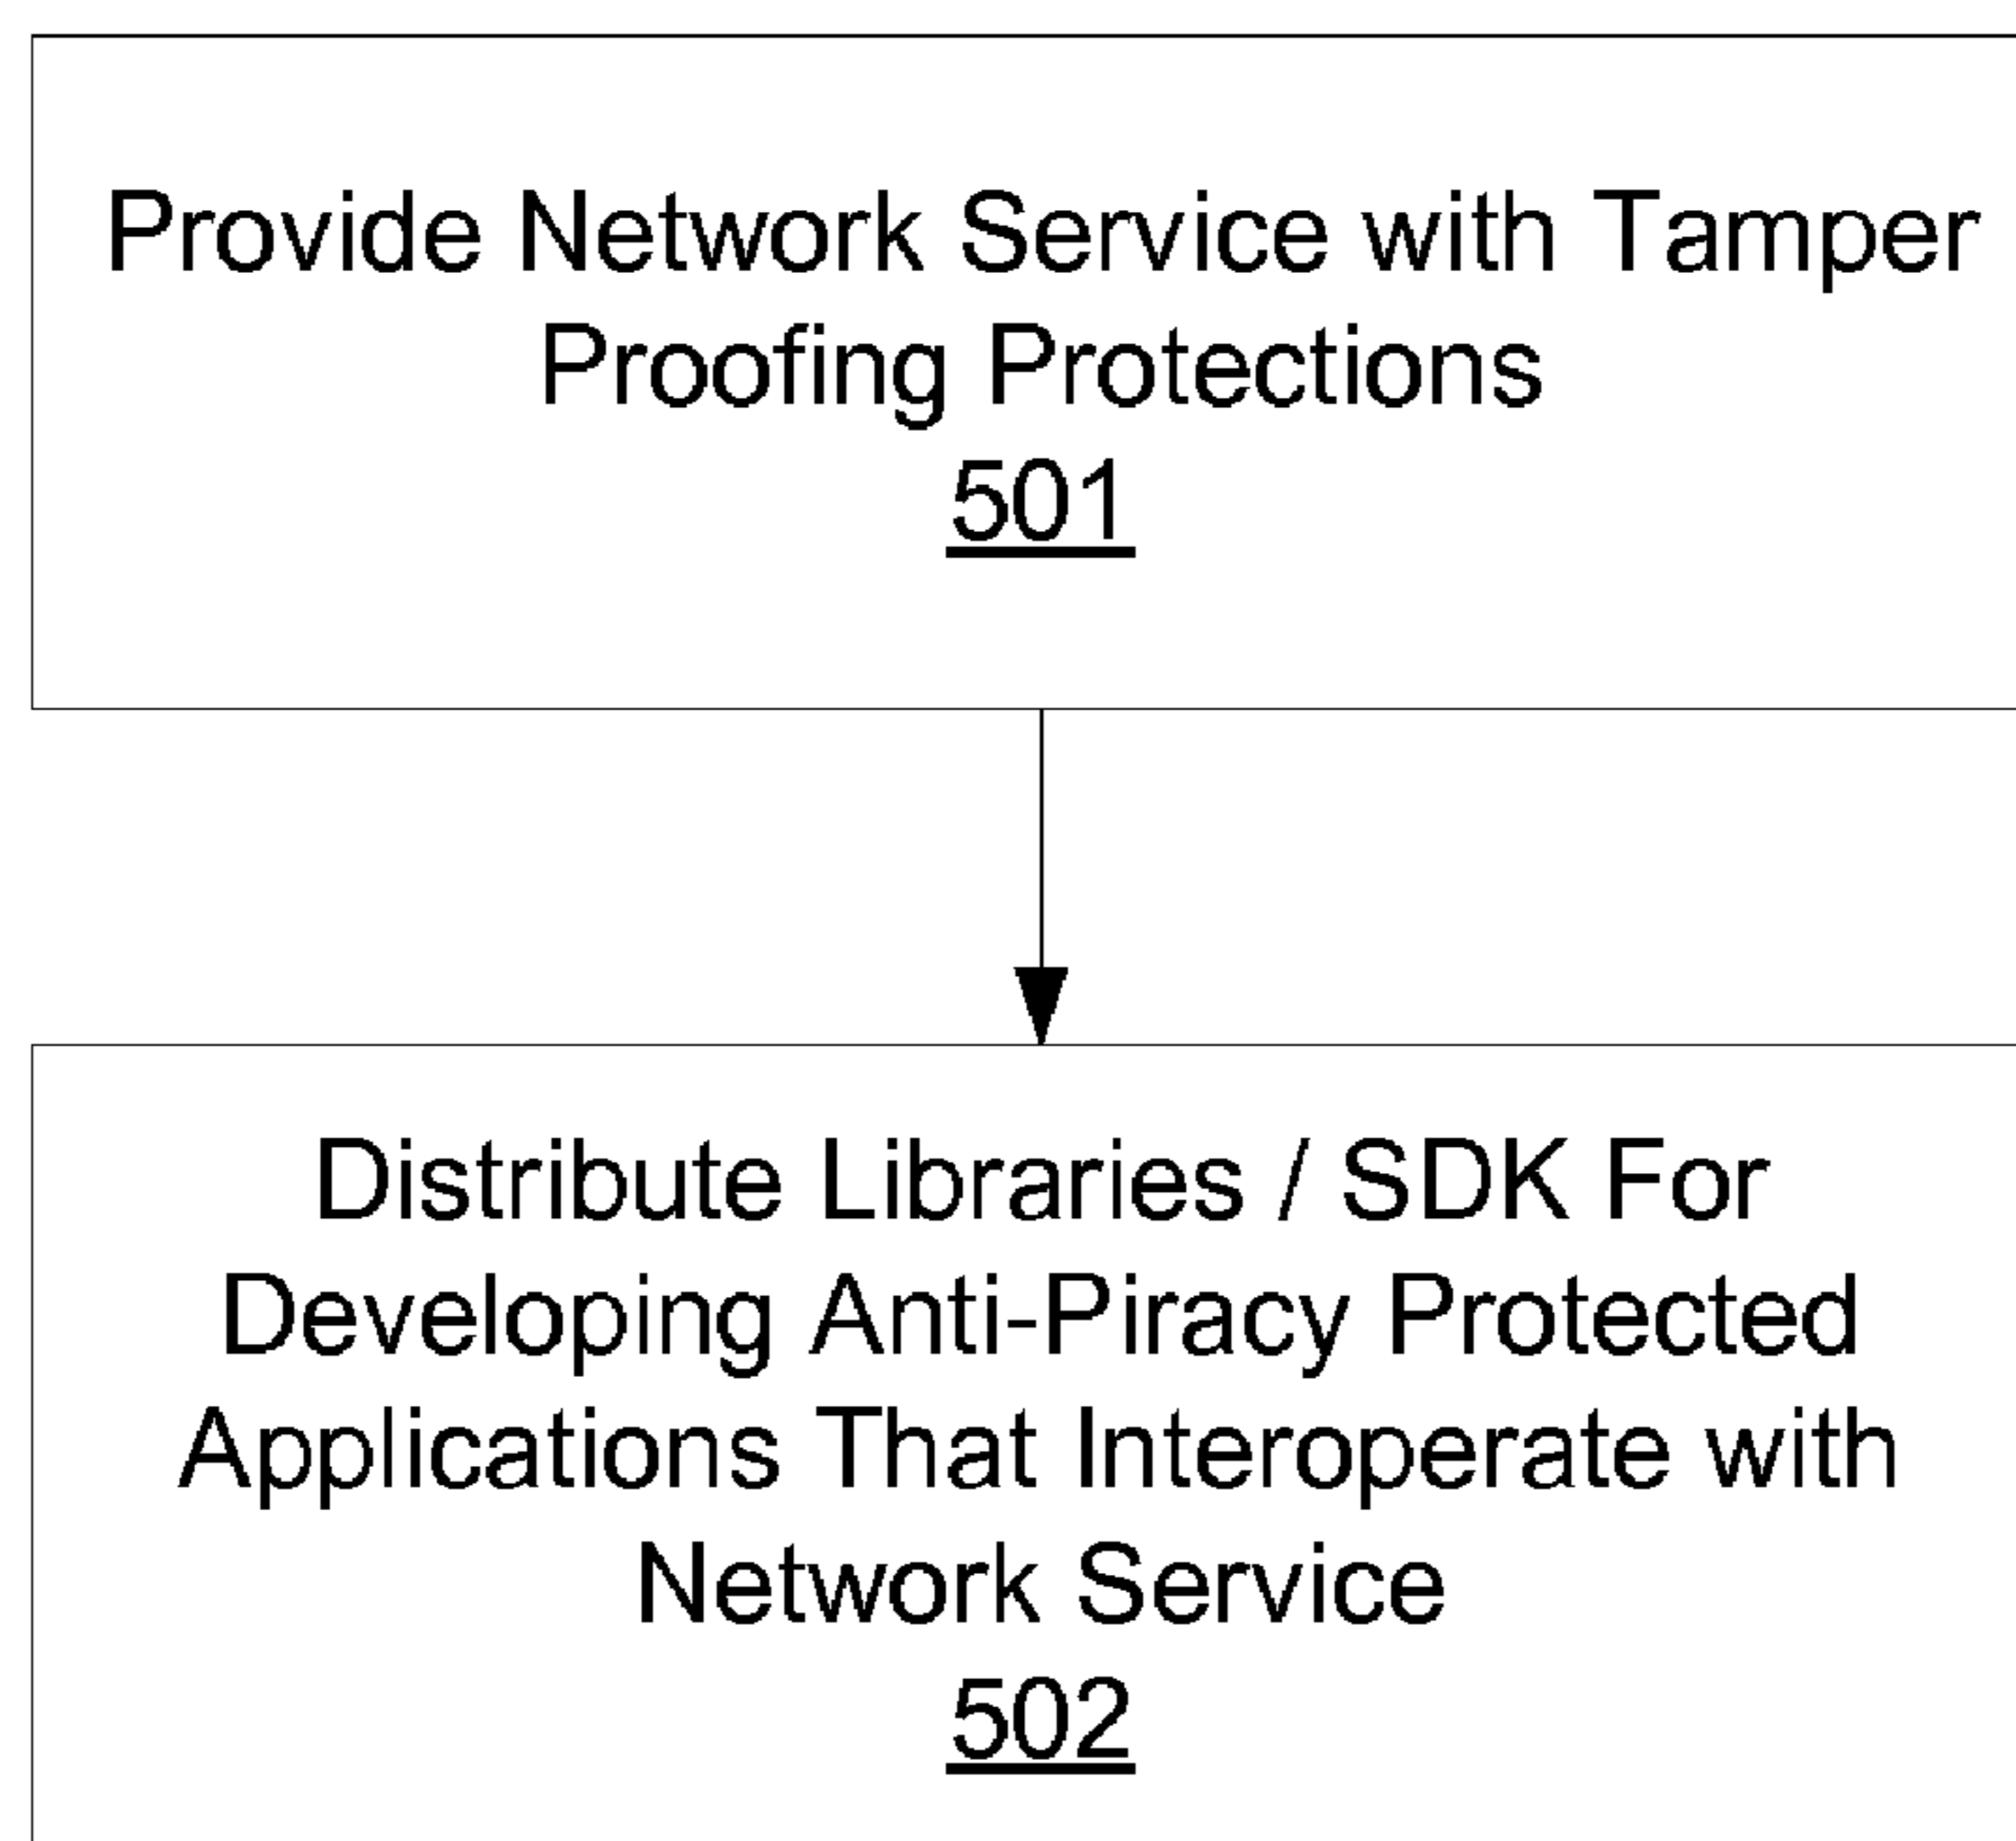 Provide Network Service with Tamper
Proofing Protections
501
Distribute Libraries / SDK For
Developing Anti-Piracy Protected
Applications That Interoperate with
Network Service
502